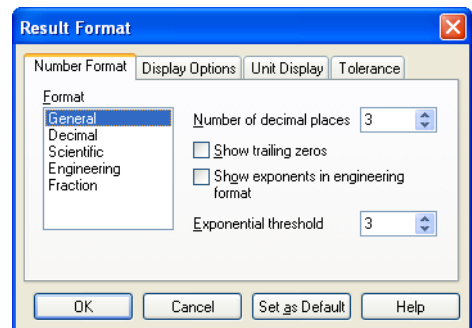 Result Format
Number Format Display Options Unit Display Tolerance
Format
General
Decimal
Scientific
Engineering
Fraction
Number of decimal places 3
Show trailing zeros
Show exponents in engineering
format
Exponential threshold 3
OK Cancel Set as Default Help